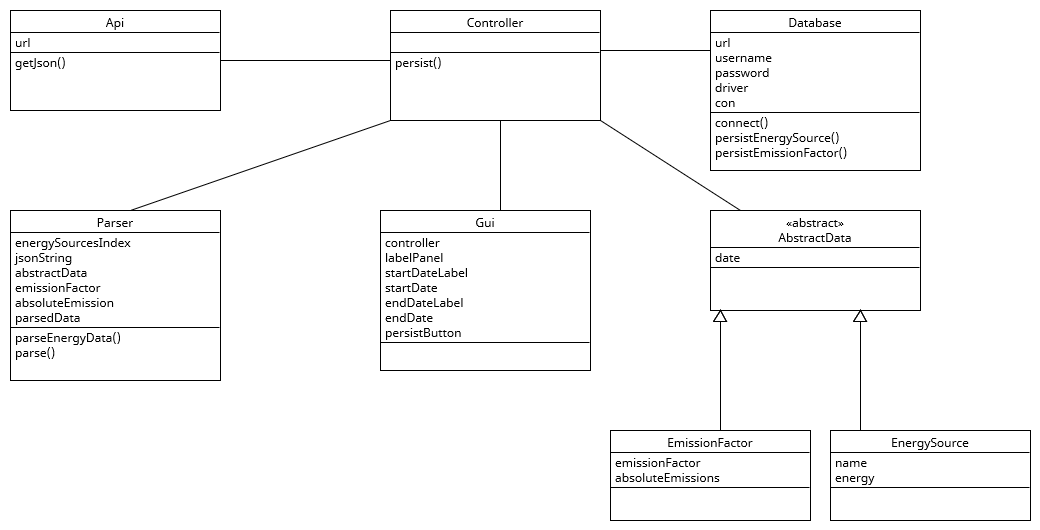 Api
url
getJson()
Controller
persist()
Database
url
username
password
driver
con
connect()
persistEnergySource()
persistEmissionFactor()
Parser
energySourcesIndex
jsonString
abstractData
emissionFactor
absoluteEmission
parsedData
parseEnergyData()
parse()
Gui
controller
labelPanel
startDateLabel
startDate
endDateLabel
endDate
persistButton
«abstract»
AbstractData
date
EmissionFactor
emissionFactor
absoluteEmissions
EnergySource
name
energy